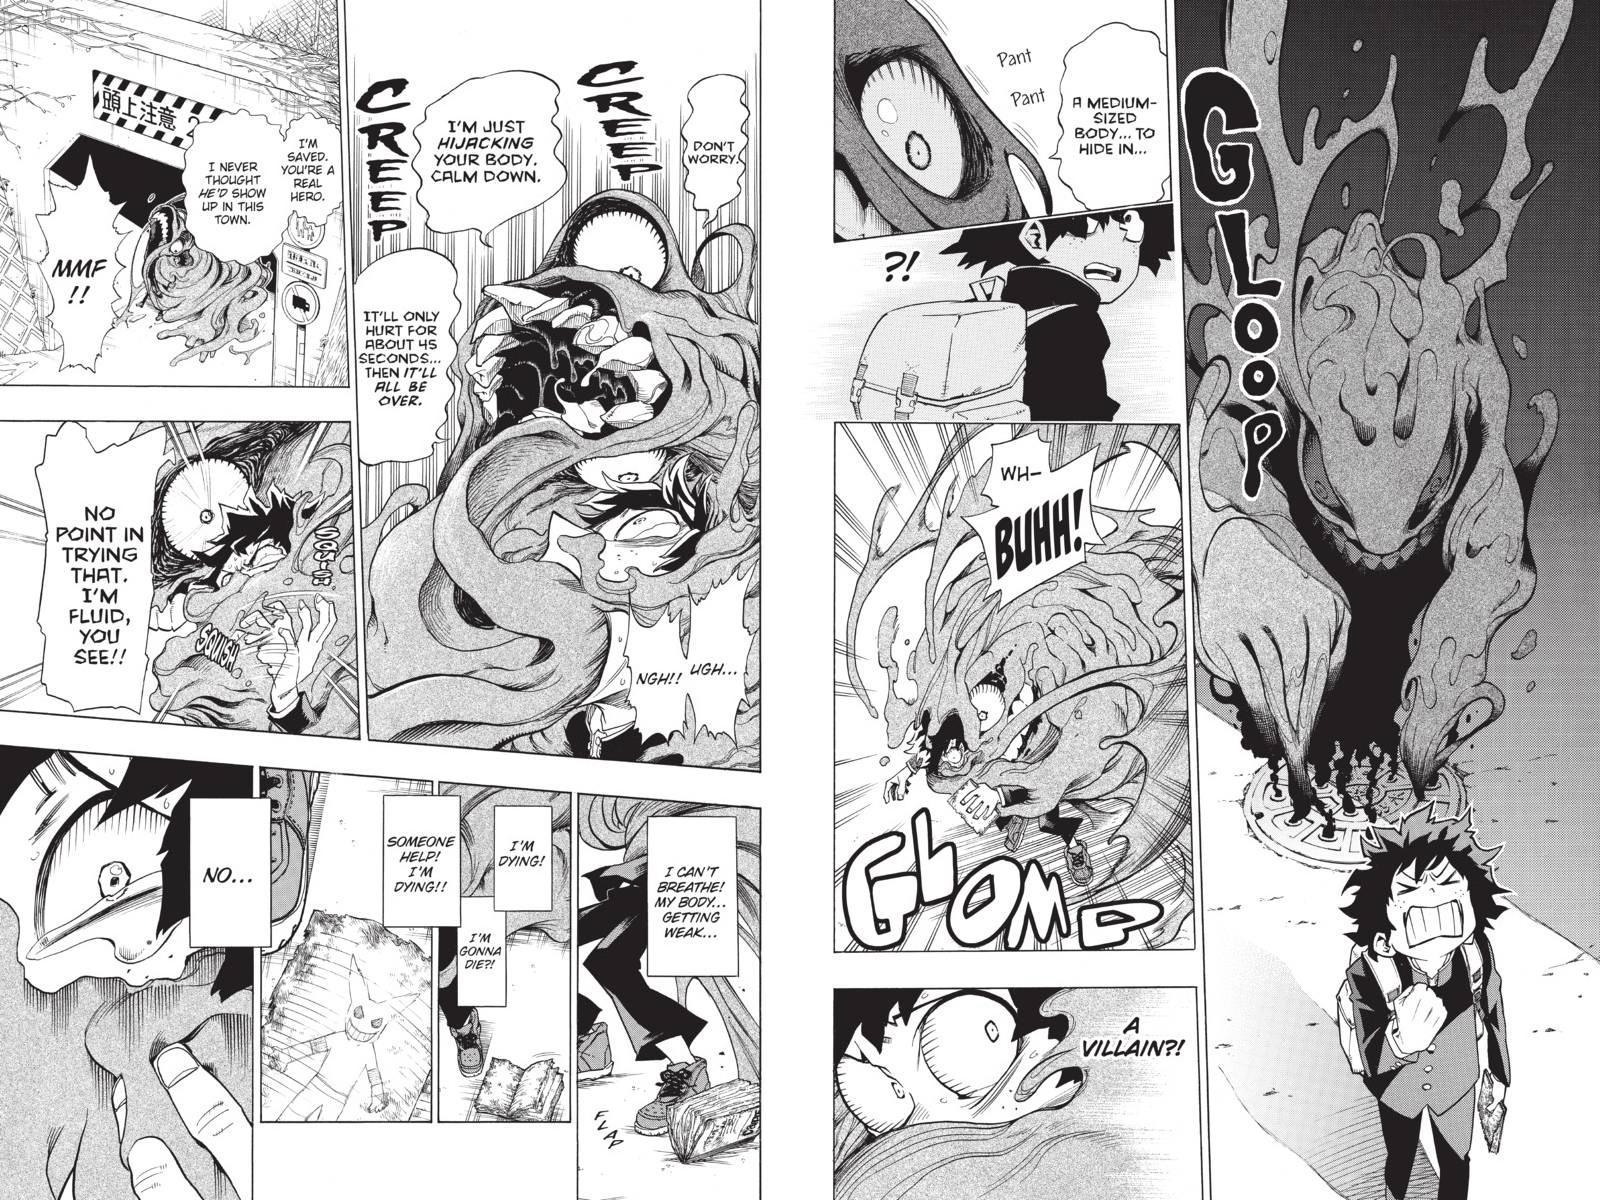 GLOOP
Pant
Pant
A MEDIUM-
SIZED
BODY... TO
HIDE IN...
?!
WH-
BUHH!
GLOMP
A
VILLAIN?!
DON'T
WORRY.
CREEP
CREEP
I'M JUST
HIJACKING
YOUR BODY.
CALM DOWN.
IT'LL ONLY
HURT FOR
ABOUT 45
SECONDS...
THEN IT'LL
ALL BE
OVER.
UGH...
NGH!!
頭上注意 2
I'M
SAVED.
YOU'RE A
REAL
HERO.
I NEVER
THOUGHT
HE'D SHOW
UP IN THIS
TOWN.
MMF
!!
SQUISH
NO
POINT IN
TRYING
THAT.
I'M
FLUID,
YOU
SEE!!
I CAN'T
BREATHE!
MY BODY...
GETTING
WEAK...
FLAP
I'M
DYING!
I'M
GONNA
DIE?!
SOMEONE
HELP!
I'M
DYING!!
NO...